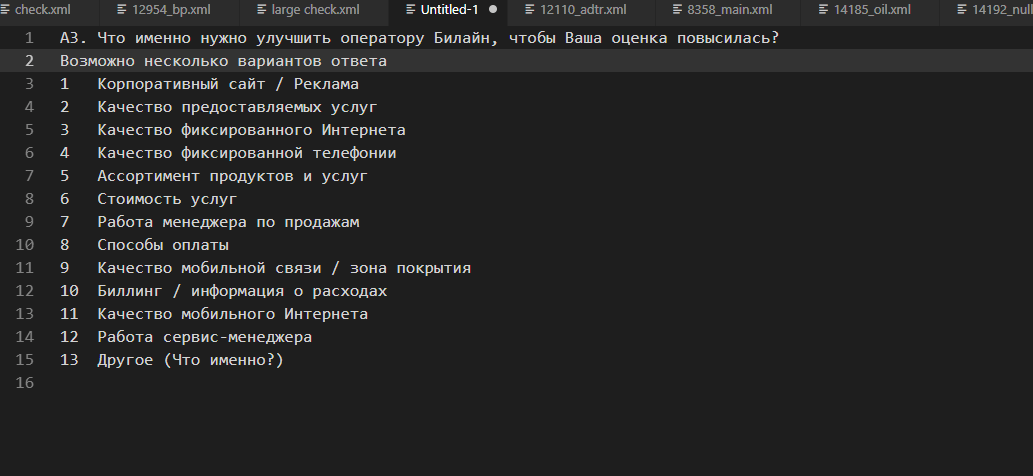 check.xml 12954_bp.xml large check.xml Untitled-1 12110_adtr.xml 8358_main.xml 14185_oil.xml 14192_null
1 А3. Что именно нужно улучшить оператору Билайн, чтобы Ваша оценка повысилась?
2 Возможно несколько вариантов ответа
3 1 Корпоративный сайт / Реклама
4 2 Качество предоставляемых услуг
5 3 Качество фиксированного Интернета
6 4 Качество фиксированной телефонии
7 5 Ассортимент продуктов и услуг
8 6 Стоимость услуг
9 7 Работа менеджера по продажам
10 8 Способы оплаты
11 9 Качество мобильной связи / зона покрытия
12 10 Биллинг / информация о расходах
13 11 Качество мобильного Интернета
14 12 Работа сервис-менеджера
15 13 Другое (Что именно?)
16